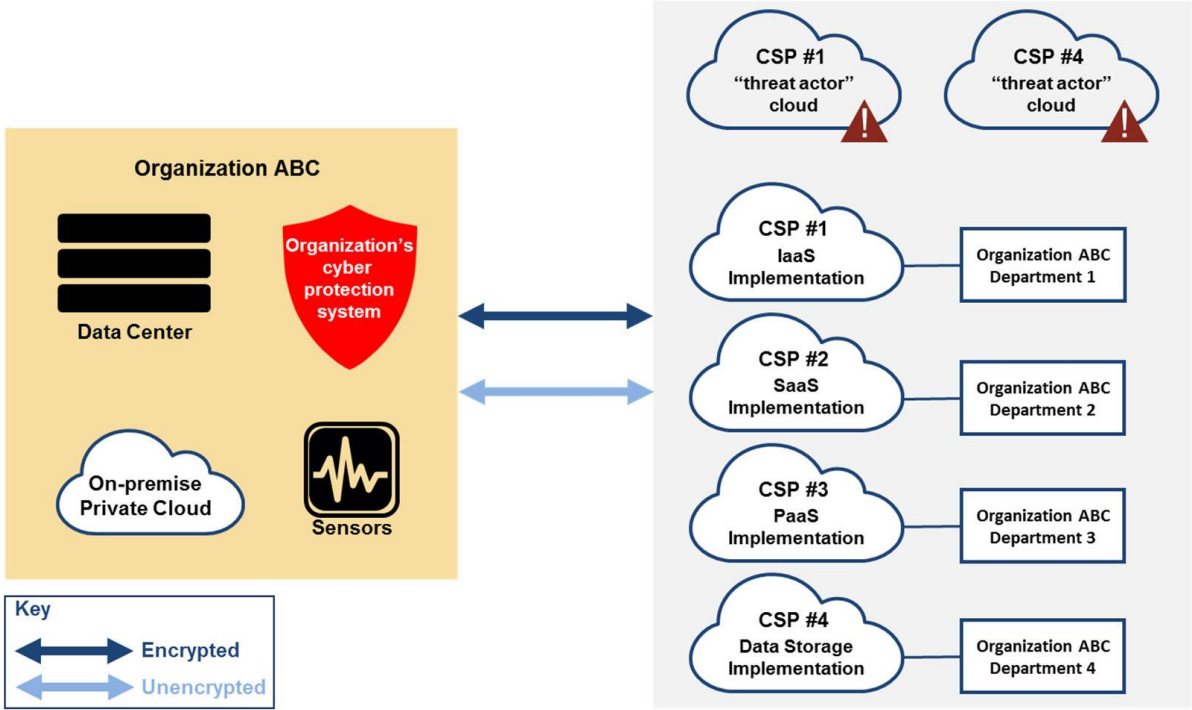 Organization ABC
Data Center
Organization's
cyber
protection
system
On-premise
Private Cloud
Sensors
Key
Encrypted
Unencrypted
CSP #1
“threat actor”
cloud
!
CSP #4
“threat actor”
cloud
!
CSP #1
IaaS
Implementation
Organization ABC
Department 1
CSP #2
SaaS
Implementation
Organization ABC
Department 2
CSP #3
PaaS
Implementation
Organization ABC
Department 3
CSP #4
Data Storage
Implementation
Organization ABC
Department 4